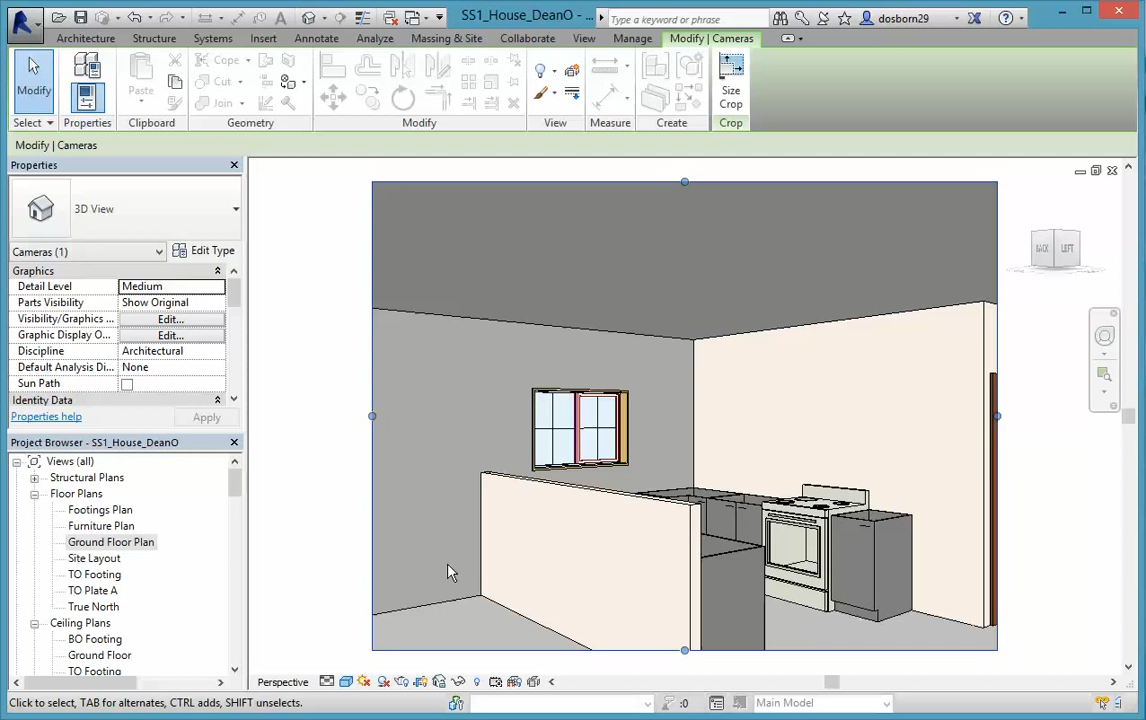 SS1_House_DeanO - ...
Type a keyword or phrase
dosborn29
Architecture Structure Systems Insert Annotate Analyze Massing & Site Collaborate View Manage Modify | Cameras
Modify
Cope
Cut
Join
Paste
Size
Crop
Select Properties Clipboard Geometry Modify View Measure Create Crop
Modify | Cameras
Properties
3D View
Cameras (1)
Edit Type
Graphics
Detail Level Medium
Parts Visibility Show Original
Visibility/Graphics ... Edit...
Graphic Display O... Edit...
Discipline Architectural
Default Analysis Di... None
Sun Path
Identity Data
Properties help
Apply
Project Browser - SS1_House_DeanO
Views (all)
Structural Plans
Floor Plans
Footings Plan
Furniture Plan
Ground Floor Plan
Site Layout
TO Footing
TO Plate A
True North
Ceiling Plans
BO Footing
Ground Floor
TO Footing
BACK LEFT
Perspective
Click to select, TAB for alternates, CTRL adds, SHIFT unselects.
:0
Main Model